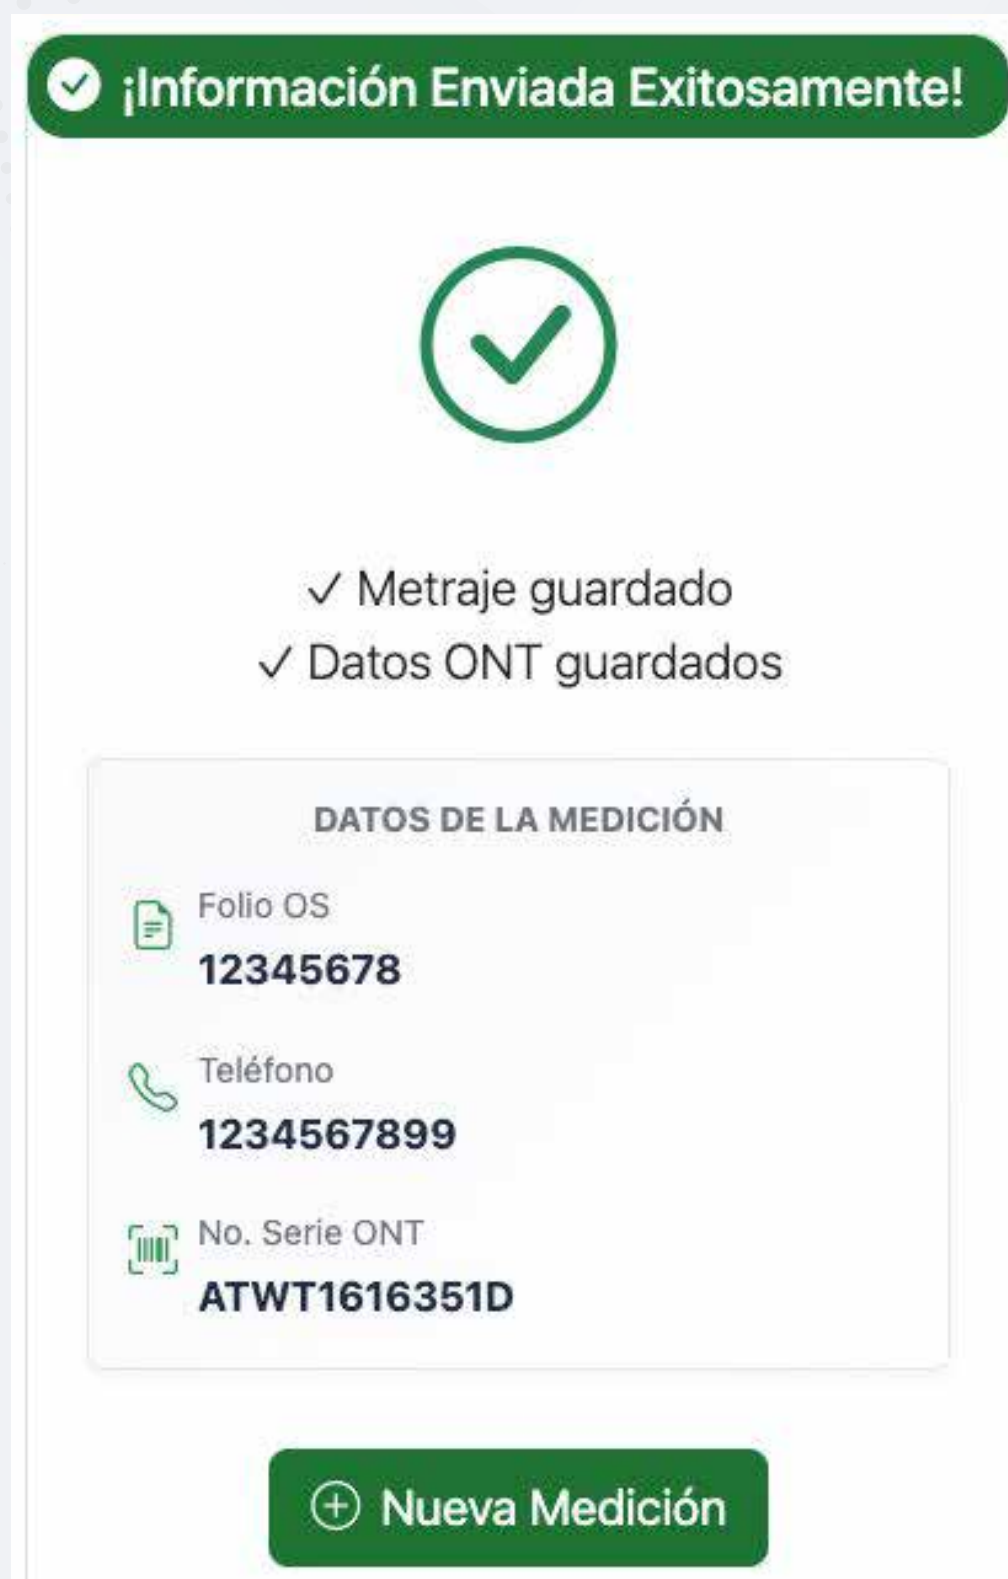 ¡Información Enviada Exitosamente!
✓ Metraje guardado
✓ Datos ONT guardados
DATOS DE LA MEDICIÓN
Folio OS
12345678
Teléfono
1234567899
No. Serie ONT
ATWT1616351D
Nueva Medición